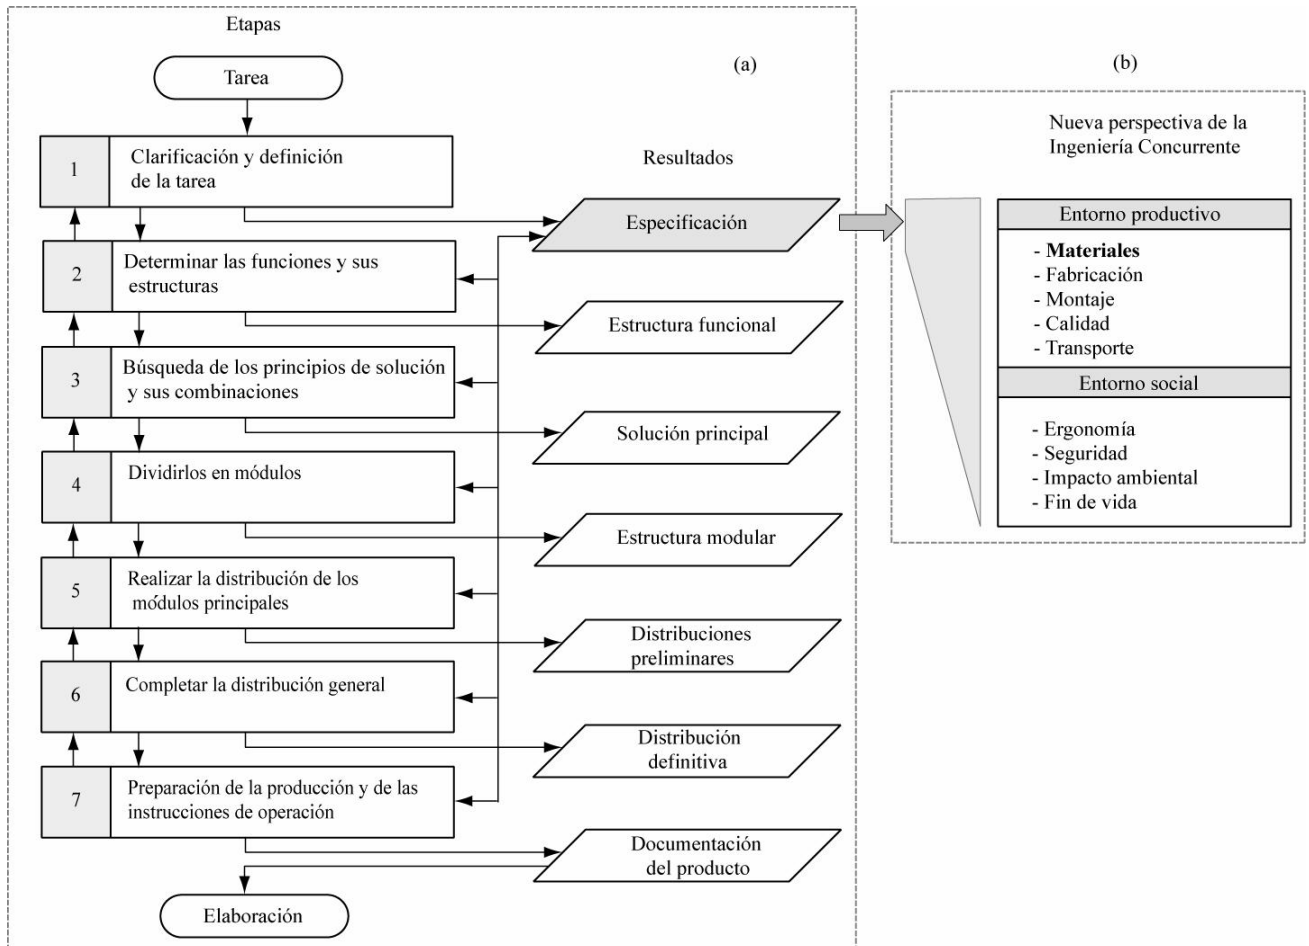 Etapas
(a)
Tarea
1
Clarificación y definición
de la tarea
2
Determinar las funciones y sus
estructuras
3
Búsqueda de los principios de solución
y sus combinaciones
4
Dividirlos en módulos
5
Realizar la distribución de los
módulos principales
6
Completar la distribución general
7
Preparación de la producción y de las
instrucciones de operación
Elaboración
Resultados
Especificación
Estructura funcional
Solución principal
Estructura modular
Distribuciones
preliminares
Distribución
definitiva
Documentación
del producto
(b)
Nueva perspectiva de la
Ingeniería Concurrente
Entorno productivo
- Materiales
- Fabricación
- Montaje
- Calidad
- Transporte
Entorno social
- Ergonomía
- Seguridad
- Impacto ambiental
- Fin de vida